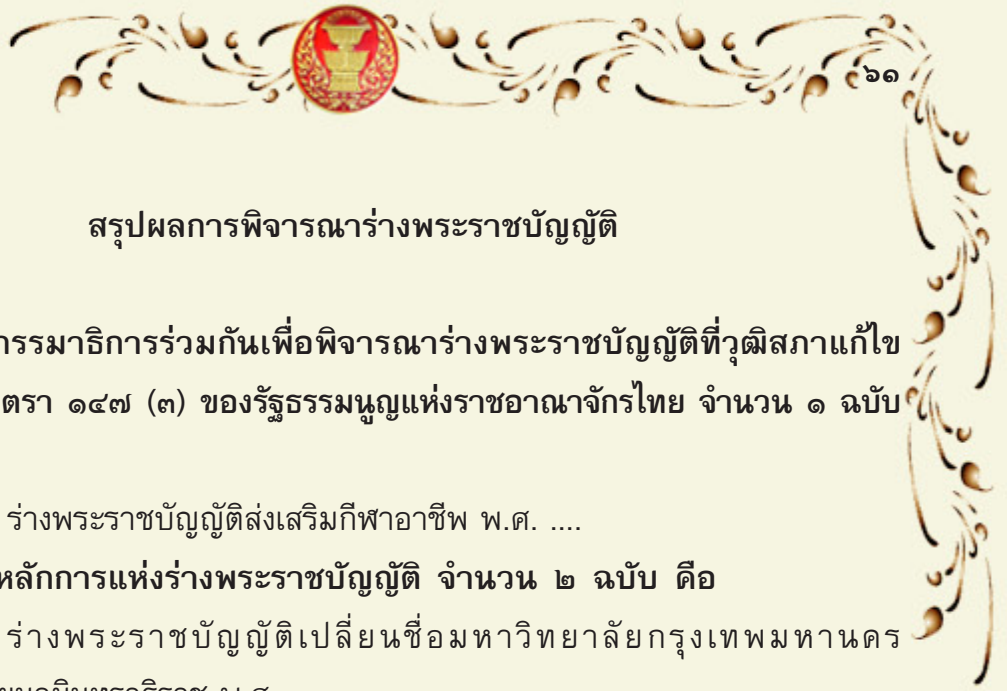 ๖๑
สรุปผลการพิจารณาร่างพระราชบัญญัติ
กรรมาธิการร่วมกันเพื่อพิจารณาร่างพระราชบัญญัติที่วุฒิสภาแก้ไข
ตรา ๑๔๗ (๓) ของรัฐธรรมนูญแห่งราชอาณาจักรไทย จำนวน ๑ ฉบับ
ร่างพระราชบัญญัติส่งเสริมกีฬาอาชีพ พ.ศ. ....
หลักการแห่งร่างพระราชบัญญัติ จำนวน ๒ ฉบับ คือ
ร่างพระราชบัญญัติเปลี่ยนชื่อมหาวิทยาลัยกรุงเทพมหานคร